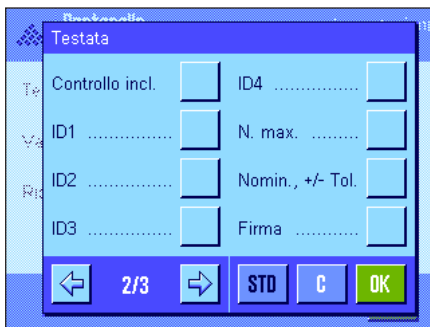 Testata
Controllo incl.
ID4 ................
ID1 ................
N. max. .........
ID2 ................
Nomin., +/- Tol.
ID3 ................
Firma ............
2/3
STD
C
OK